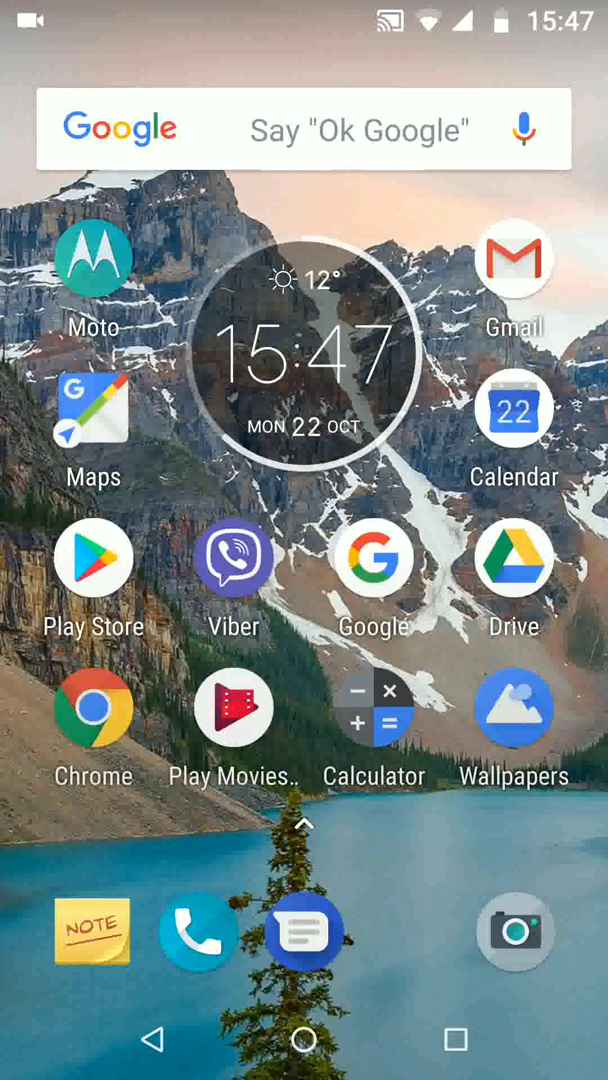 15:47
Google Say "Ok Google"
12°
15:47
MON 22 OCT
Moto
Gmail
G
Maps
22
Calendar
Play Store
Viber
G
Google
Drive
Chrome
Play Movies..
− ×
+ =
Calculator
Wallpapers
NOTE